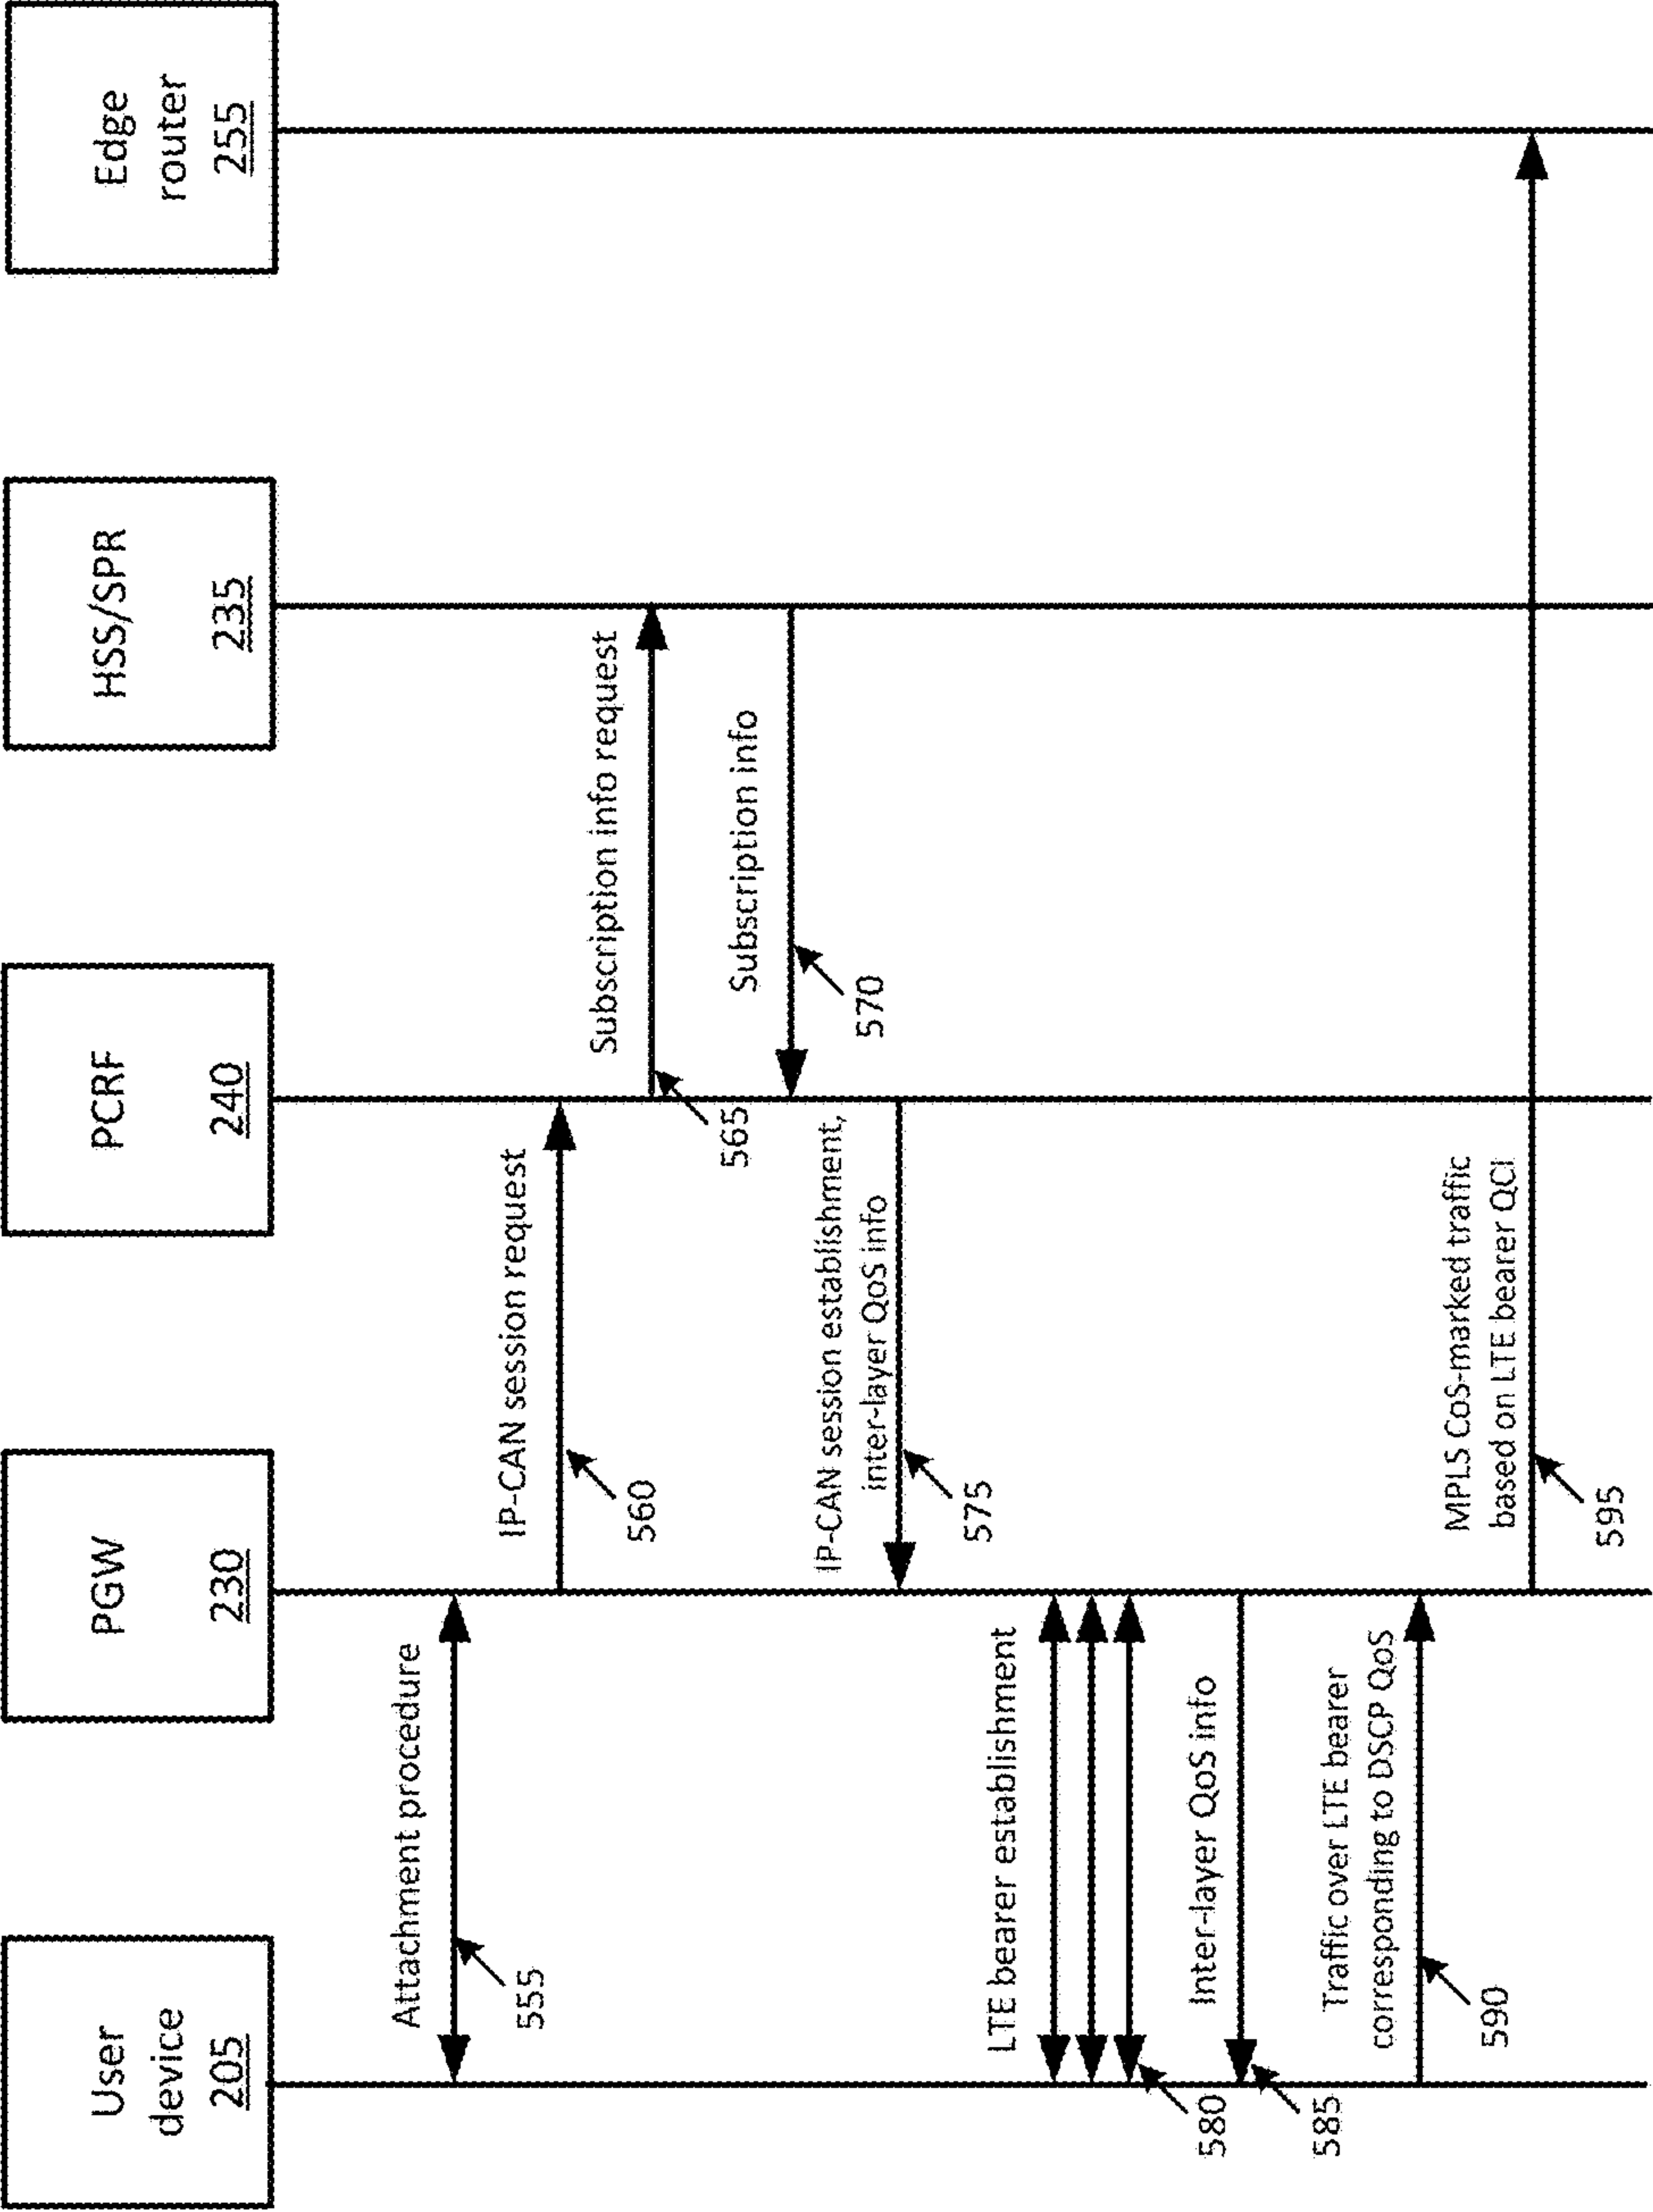 User
device
205
PGW
230
PCRF
240
HSS/SPR
235
Edge
router
255
Attachment procedure
555
IP-CAN session request
560
Subscription info request
565
Subscription info
570
IP-CAN session establishment,
inter-layer QoS info
575
LTE bearer establishment
580
Inter-layer QoS info
585
Traffic over LTE bearer
corresponding to DSCP QoS
590
MPLS CoS-marked traffic
based on LTE bearer QCI
595